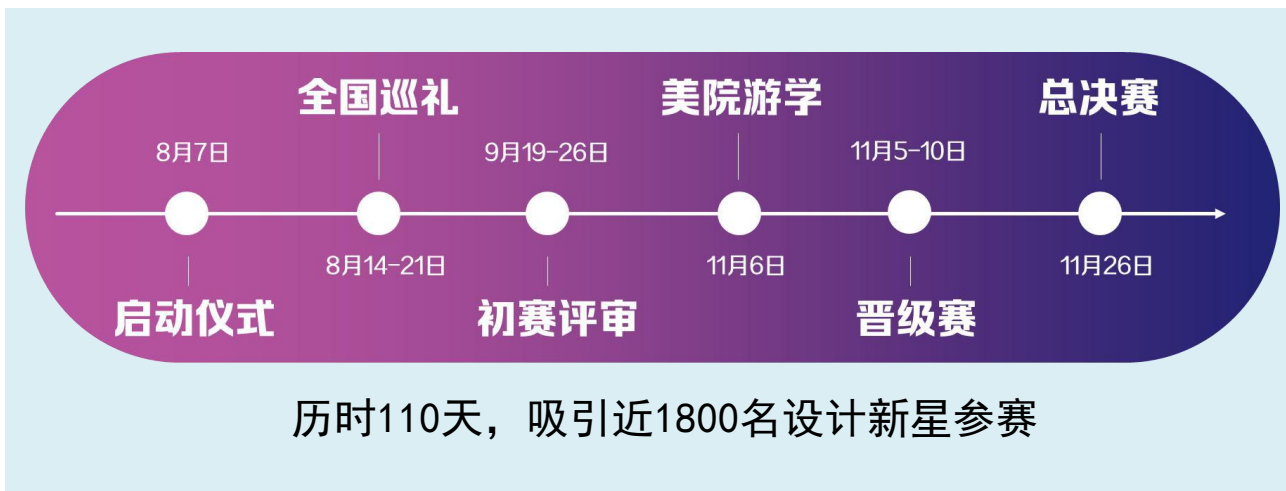 全国巡礼
美院游学
总决赛
8月7日
9月19-26日
11月5-10日
8月14-21日
11月6日
11月26日
启动仪式
初赛评审
晋级赛
历时110天，吸引近1800名设计新星参赛